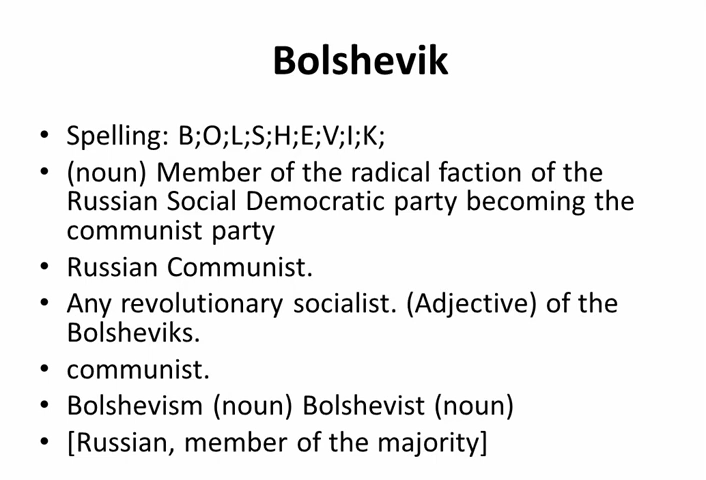 Bolshevik
• Spelling: B;O;L;S;H;E;V;I;K;
• (noun) Member of the radical faction of the
Russian Social Democratic party becoming the
communist party
• Russian Communist.
• Any revolutionary socialist. (Adjective) of the
Bolsheviks.
• communist.
• Bolshevism (noun) Bolshevist (noun)
• [Russian, member of the majority]